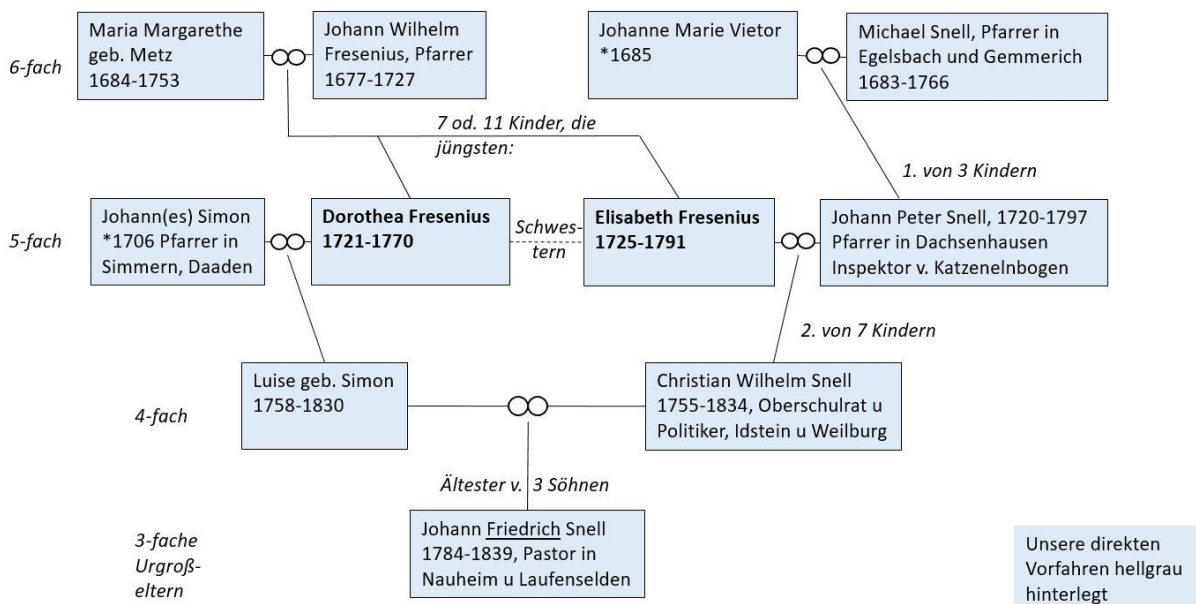 6-fach
Maria Margarethe
geb. Metz
1684-1753
Johann Wilhelm
Fresenius, Pfarrer
1677-1727
Johanne Marie Vietor
*1685
Michael Snell, Pfarrer in
Egelsbach und Gemmerich
1683-1766
7 od. 11 Kinder, die
jüngsten:
1. von 3 Kindern
5-fach
Johann(es) Simon
*1706 Pfarrer in
Simmern, Daaden
Dorothea Fresenius
1721-1770
Schwes-
tern
Elisabeth Fresenius
1725-1791
Johann Peter Snell, 1720-1797
Pfarrer in Dachsenhausen
Inspektor v. Katzenelnbogen
2. von 7 Kindern
4-fach
Luise geb. Simon
1758-1830
Christian Wilhelm Snell
1755-1834, Oberschulrat u
Politiker, Idstein u Weilburg
Ältester v. 3 Söhnen
3-fache
Urgroß-
eltern
Johann Friedrich Snell
1784-1839, Pastor in
Nauheim u Laufenselden
Unsere direkten
Vorfahren hellgrau
hinterlegt